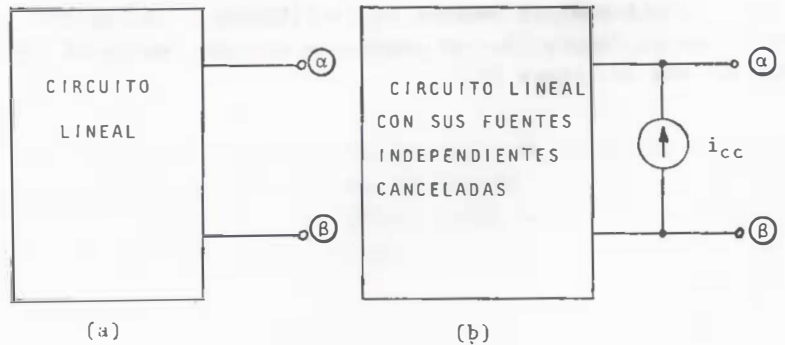 CIRCUITO
LINEAL
α
β
(a)
CIRCUITO LINEAL
CON SUS FUENTES
INDEPENDIENTES
CANCELADAS
α
i_cc
β
(b)